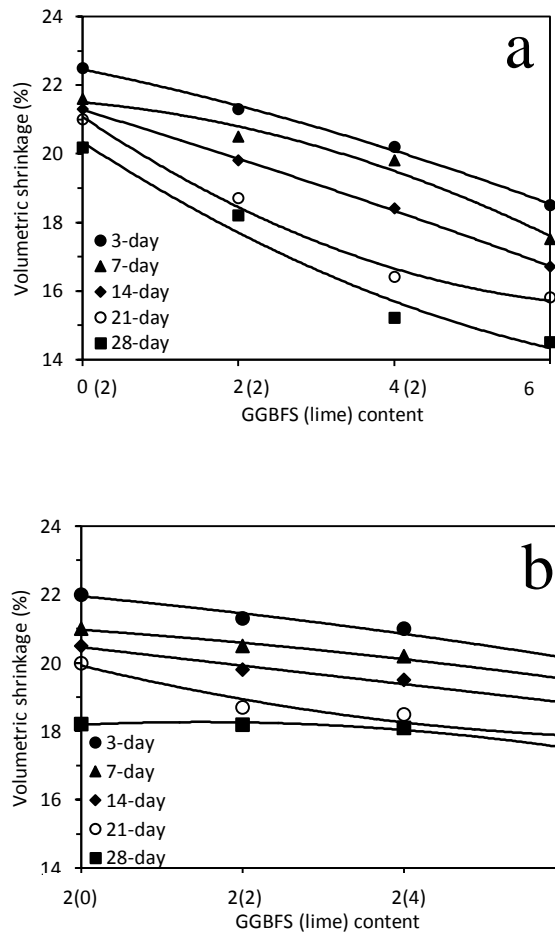 a
24
22
20
18
16
14
Volumetric shrinkage (%)
3-day
7-day
14-day
21-day
28-day
0 (2) 2 (2) 4 (2) 6
GGBFS (lime) content
b
24
22
20
18
16
14
Volumetric shrinkage (%)
3-day
7-day
14-day
21-day
28-day
2(0) 2(2) 2(4)
GGBFS (lime) content